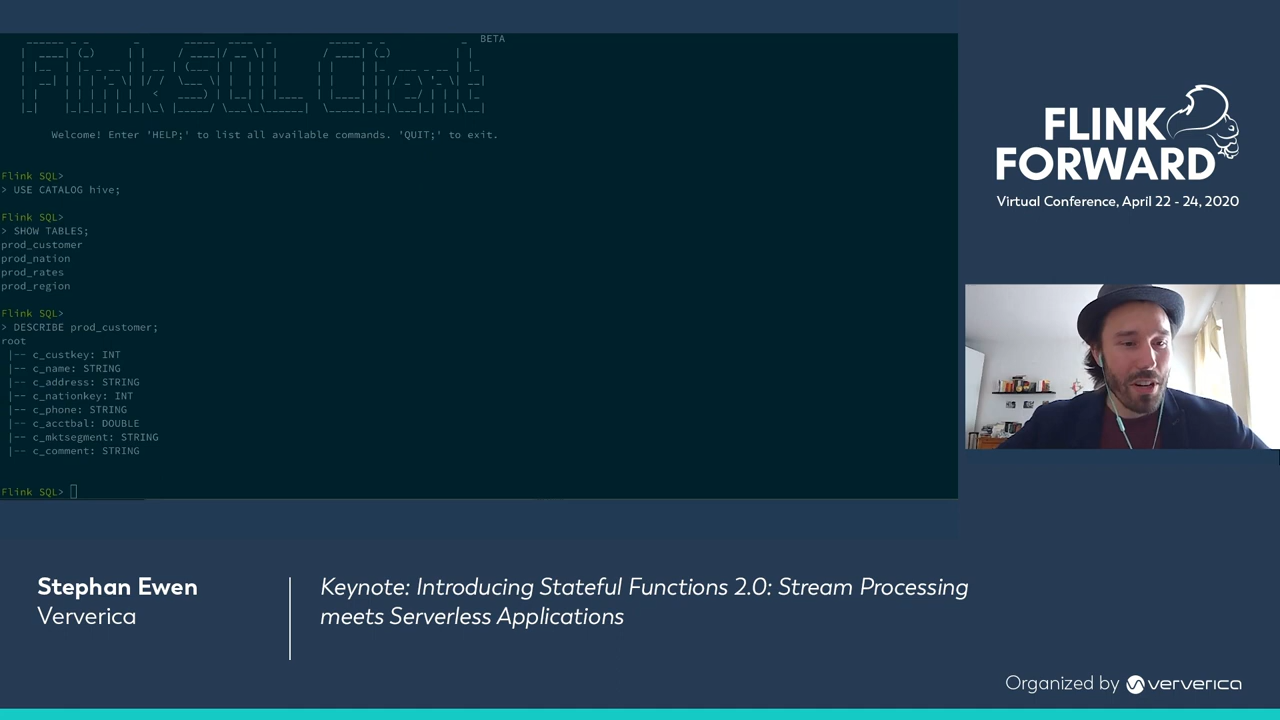 Flink SQL Client
BETA
Welcome! Enter 'HELP;' to list all available commands. 'QUIT;' to exit.
Flink SQL>
> USE CATALOG hive;
Flink SQL>
> SHOW TABLES;
prod_customer
prod_nation
prod_rates
prod_region
Flink SQL>
> DESCRIBE prod_customer;
root
|-- c_custkey: INT
|-- c_name: STRING
|-- c_address: STRING
|-- c_nationkey: INT
|-- c_phone: STRING
|-- c_acctbal: DOUBLE
|-- c_mktsegment: STRING
|-- c_comment: STRING
Flink SQL>
FLINK
FORWARD
Virtual Conference, April 22 - 24, 2020
Stephan Ewen
Ververica
Keynote: Introducing Stateful Functions 2.0: Stream Processing
meets Serverless Applications
Organized by ververica